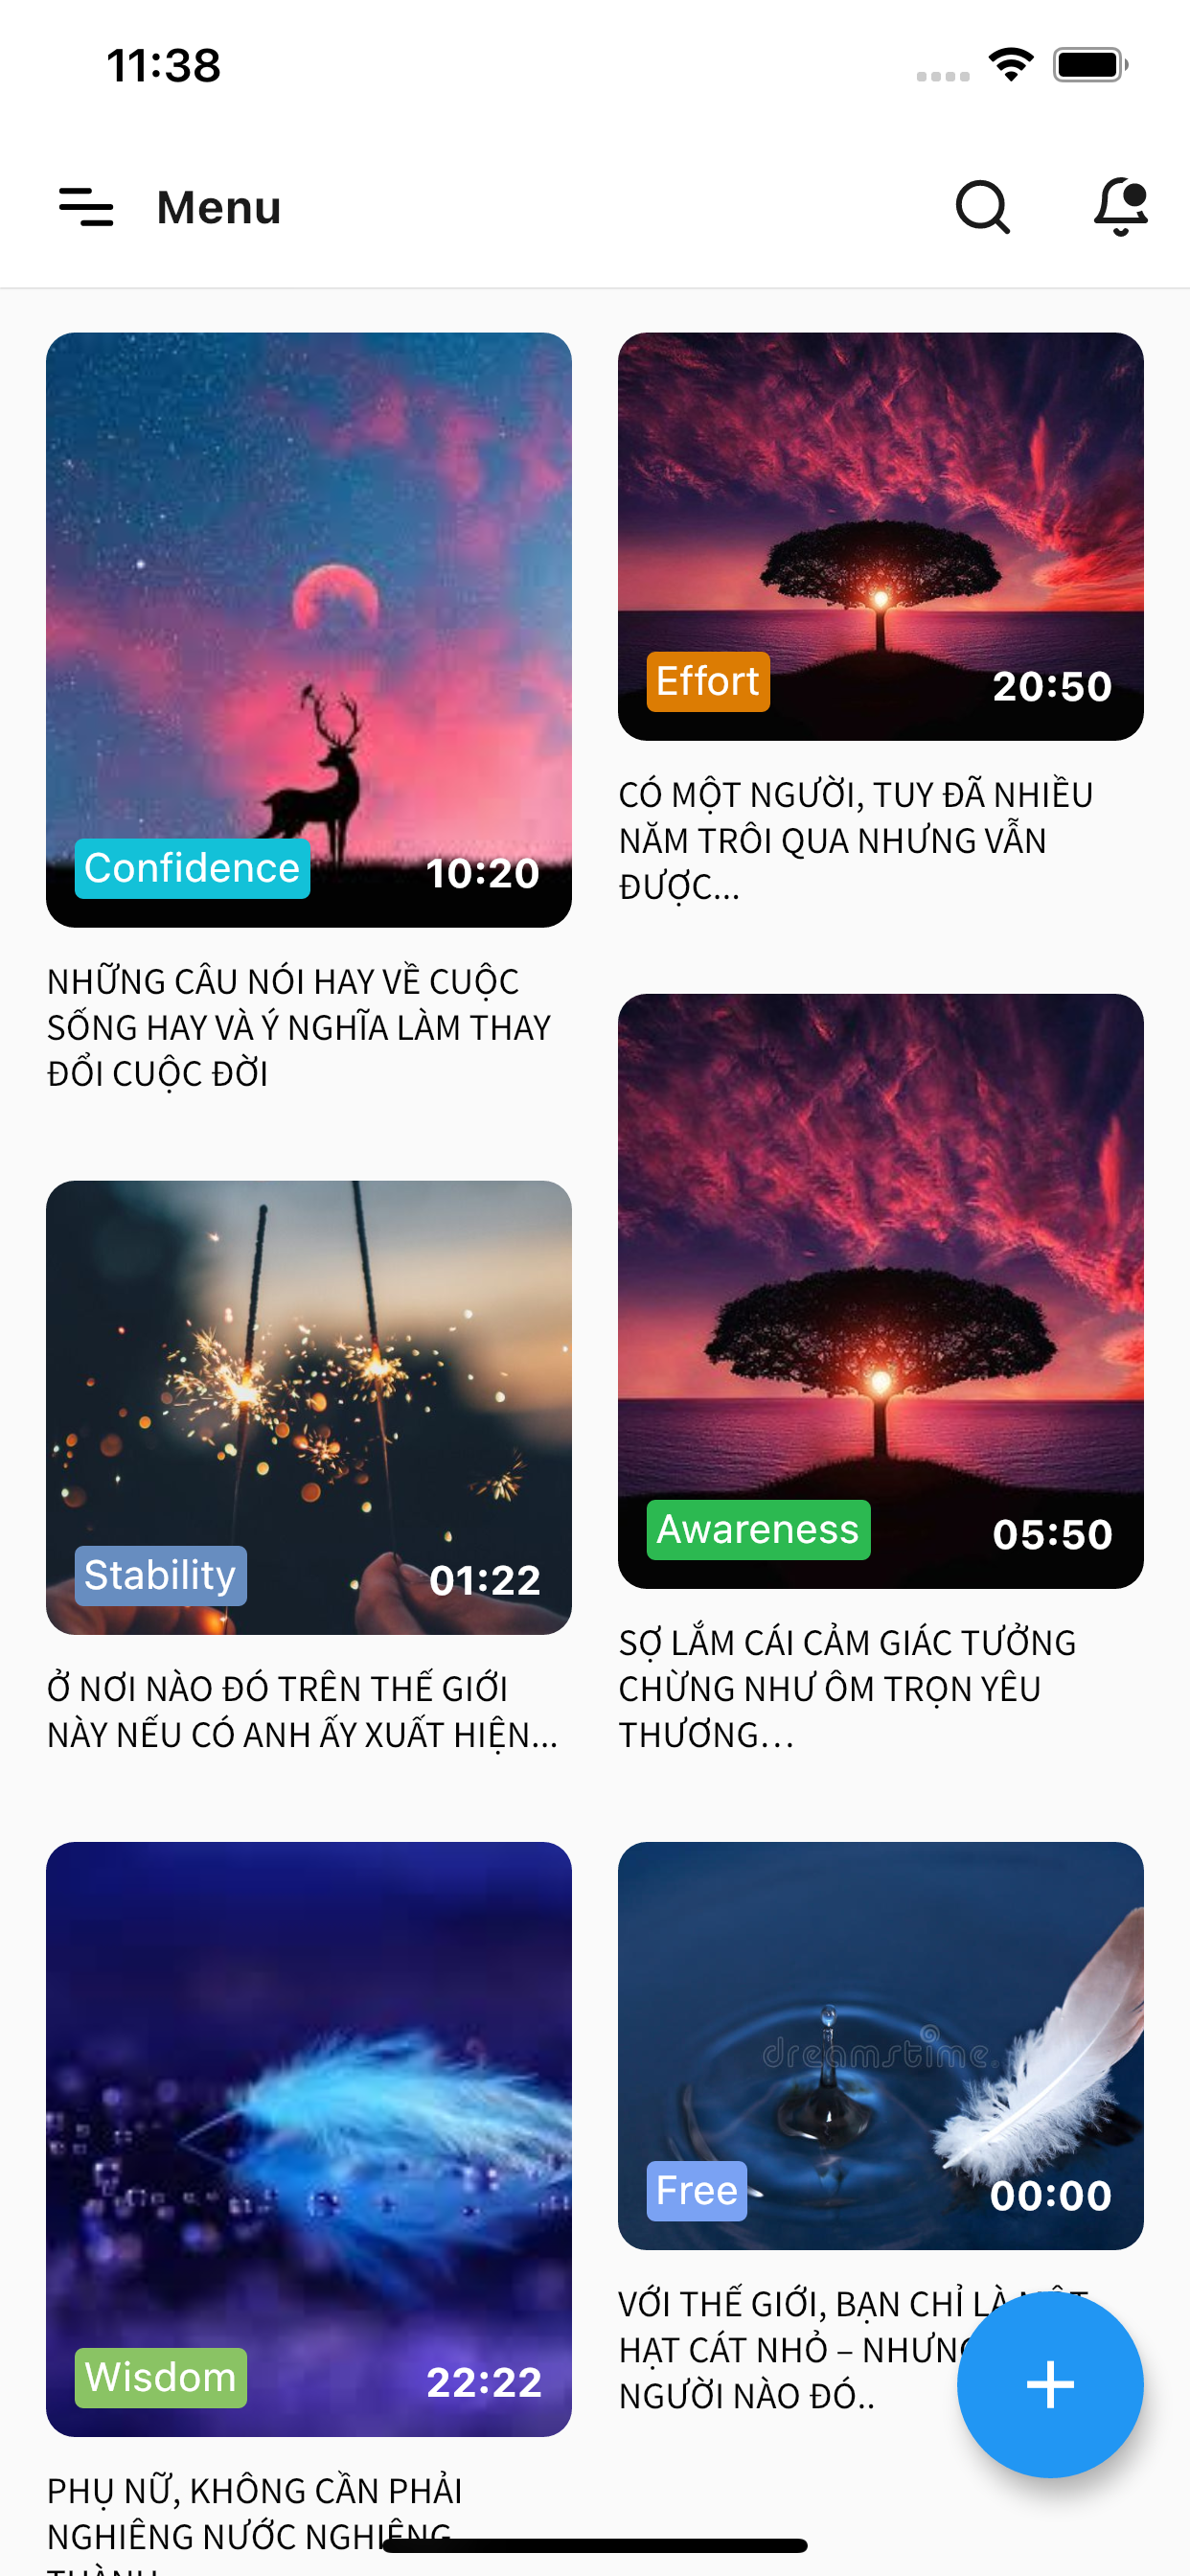 11:38
Menu
Confidence
10:20
NHỮNG CÂU NÓI HAY VỀ CUỘC
SỐNG HAY VÀ Ý NGHĨA LÀM THAY
ĐỔI CUỘC ĐỜI
Effort
20:50
CÓ MỘT NGƯỜI, TUY ĐÃ NHIỀU
NĂM TRÔI QUA NHƯNG VẪN
ĐƯỢC...
Stability
01:22
Ở NƠI NÀO ĐÓ TRÊN THẾ GIỚI
NÀY NẾU CÓ ANH ẤY XUẤT HIỆN...
Awareness
05:50
SỢ LẮM CÁI CẢM GIÁC TƯỞNG
CHỪNG NHƯ ÔM TRỌN YÊU
THƯƠNG...
Wisdom
22:22
PHỤ NỮ, KHÔNG CẦN PHẢI
NGHIÊNG NƯỚC NGHIÊNG
dreamstime.
Free
00:00
VỚI THẾ GIỚI, BẠN CHỈ LÀ
HẠT CÁT NHỎ – NHƯNG
NGƯỜI NÀO ĐÓ..